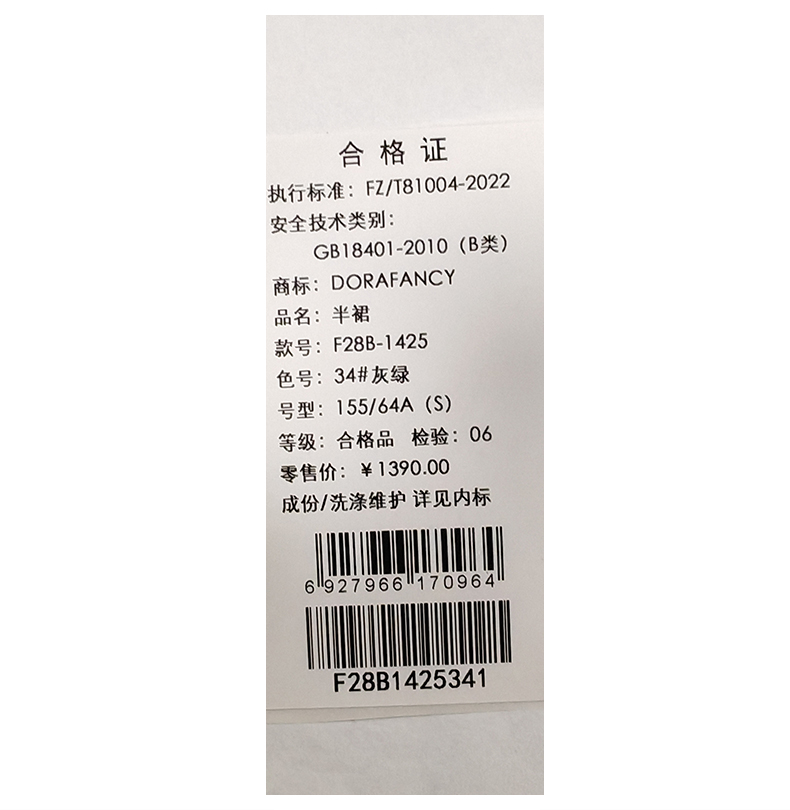 合格证
执行标准：FZ/T81004-2022
安全技术类别：
GB18401-2010（B类）
商标：DORAFANCY
品名：半裙
款号：F28B-1425
色号：34#灰绿
号型：155/64A（S）
等级：合格品 检验：06
零售价：￥1390.00
成份/洗涤维护 详见内标
6 927966 170964
F28B1425341